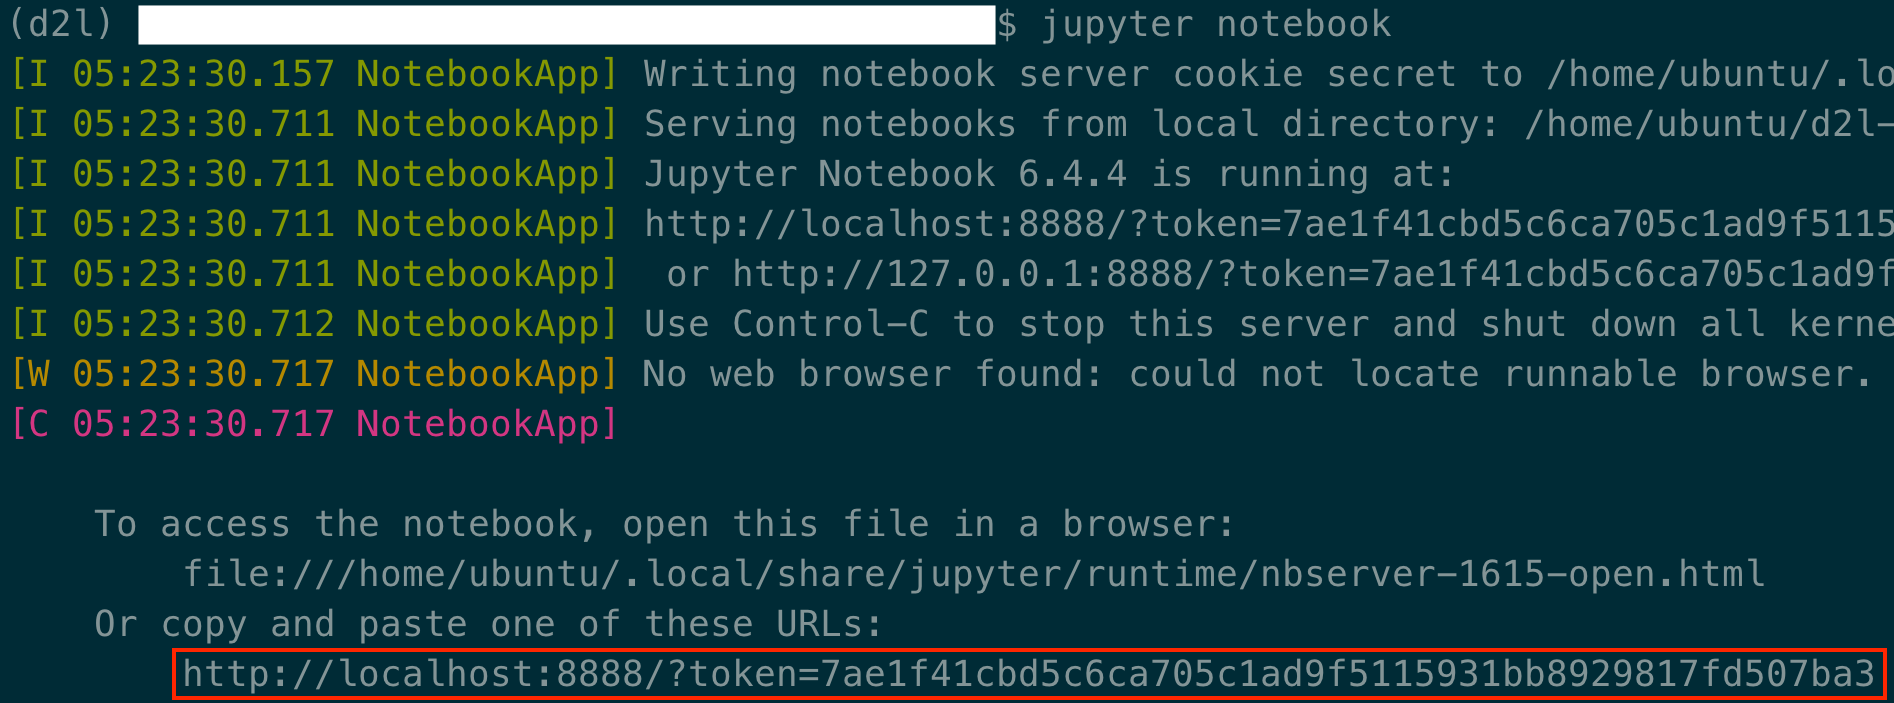 (d2l) $ jupyter notebook
[I 05:23:30.157 NotebookApp] Writing notebook server cookie secret to /home/ubuntu/.lo
[I 05:23:30.711 NotebookApp] Serving notebooks from local directory: /home/ubuntu/d2l-
[I 05:23:30.711 NotebookApp] Jupyter Notebook 6.4.4 is running at:
[I 05:23:30.711 NotebookApp] http://localhost:8888/?token=7ae1f41cbd5c6ca705c1ad9f5115
[I 05:23:30.711 NotebookApp]  or http://127.0.0.1:8888/?token=7ae1f41cbd5c6ca705c1ad9f
[I 05:23:30.712 NotebookApp] Use Control-C to stop this server and shut down all kerne
[W 05:23:30.717 NotebookApp] No web browser found: could not locate runnable browser.
[C 05:23:30.717 NotebookApp]
To access the notebook, open this file in a browser:
file:///home/ubuntu/.local/share/jupyter/runtime/nbserver-1615-open.html
Or copy and paste one of these URLs:
http://localhost:8888/?token=7ae1f41cbd5c6ca705c1ad9f5115931bb8929817fd507ba3